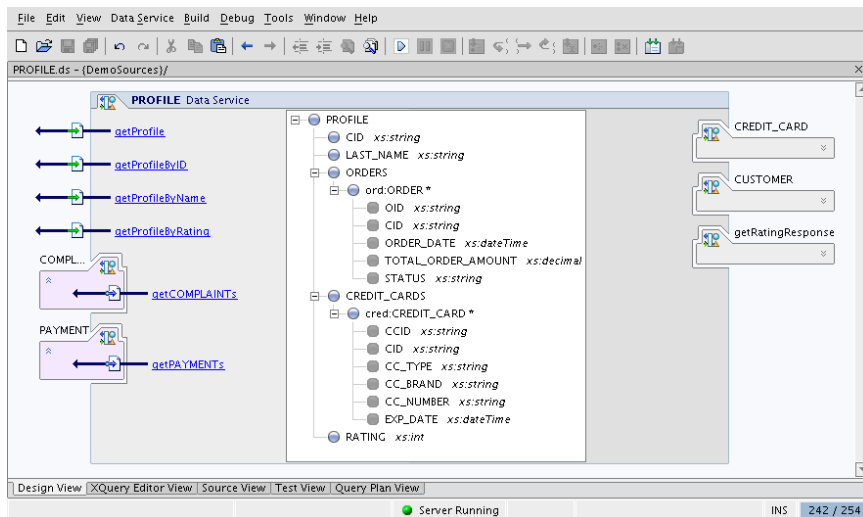 File Edit View Data Service Build Debug Tools Window Help
PROFILE.ds - {DemoSources}/
PROFILE Data Service
getProfile
getProfileByID
getProfileByName
getProfileByRating
COMPL...
getCOMPLAINTs
PAYMENT
getPAYMENTs
PROFILE
CID xs:string
LAST_NAME xs:string
ORDERS
ord:ORDER *
OID xs:string
CID xs:string
ORDER_DATE xs:dateTime
TOTAL_ORDER_AMOUNT xs:decimal
STATUS xs:string
CREDIT_CARDS
cred:CREDIT_CARD *
CCID xs:string
CID xs:string
CC_TYPE xs:string
CC_BRAND xs:string
CC_NUMBER xs:string
EXP_DATE xs:dateTime
RATING xs:int
CREDIT_CARD
CUSTOMER
getRatingResponse
Design View XQuery Editor View Source View Test View Query Plan View
Server Running INS 242 / 254